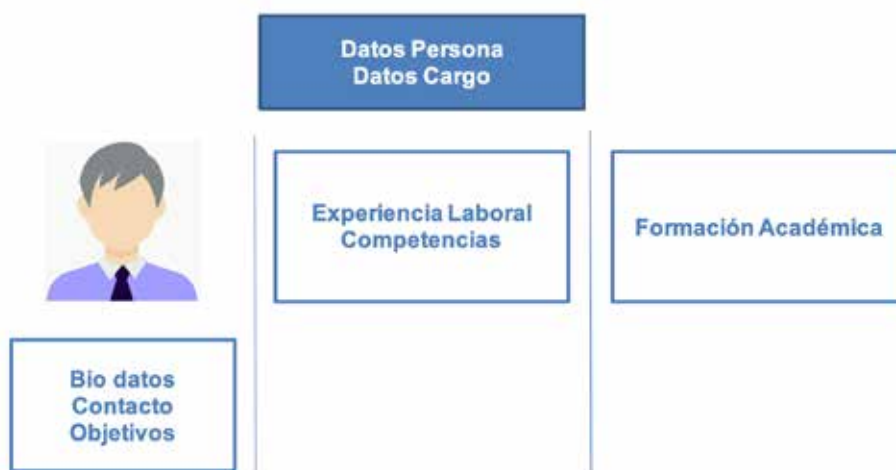 Datos Persona
Datos Cargo
Experiencia Laboral
Competencias
Formación Académica
Bio datos
Contacto
Objetivos